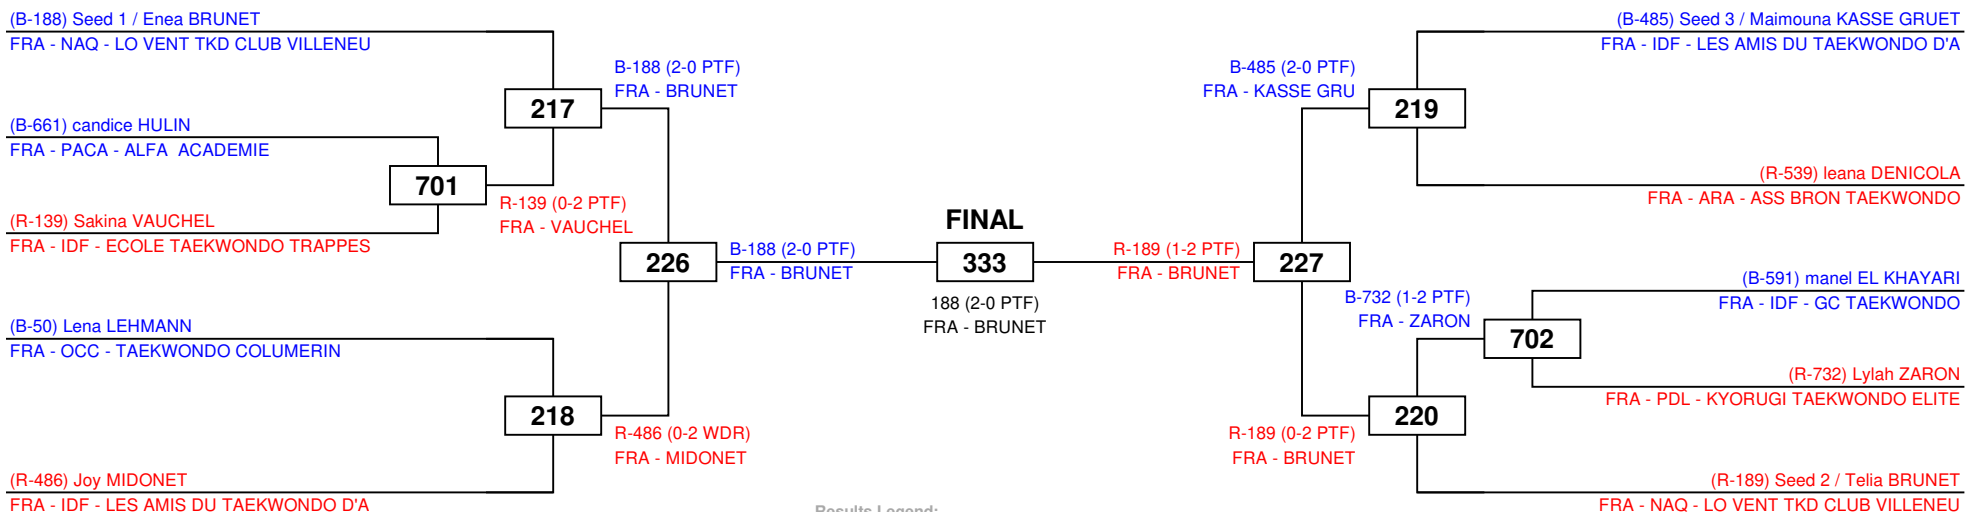 (B-188) Seed 1 / Enea BRUNET
FRA - NAQ - LO VENT TKD CLUB VILLENEU
(B-661) candice HULIN
FRA - PACA - ALFA  ACADEMIE
(R-139) Sakina VAUCHEL
FRA - IDF - ECOLE TAEKWONDO TRAPPES
(B-50) Lena LEHMANN
FRA - OCC - TAEKWONDO COLUMERIN
(R-486) Joy MIDONET
FRA - IDF - LES AMIS DU TAEKWONDO D'A
701
R-139 (0-2 PTF)
FRA - VAUCHEL
217
B-188 (2-0 PTF)
FRA - BRUNET
218
R-486 (0-2 WDR)
FRA - MIDONET
226
B-188 (2-0 PTF)
FRA - BRUNET
FINAL
333
188 (2-0 PTF)
FRA - BRUNET
R-189 (1-2 PTF)
FRA - BRUNET
227
B-485 (2-0 PTF)
FRA - KASSE GRU
219
R-189 (0-2 PTF)
FRA - BRUNET
220
B-732 (1-2 PTF)
FRA - ZARON
702
(B-485) Seed 3 / Maimouna KASSE GRUET
FRA - IDF - LES AMIS DU TAEKWONDO D'A
(R-539) leana DENICOLA
FRA - ARA - ASS BRON TAEKWONDO
(B-591) manel EL KHAYARI
FRA - IDF - GC TAEKWONDO
(R-732) Lylah ZARON
FRA - PDL - KYORUGI TAEKWONDO ELITE
(R-189) Seed 2 / Telia BRUNET
FRA - NAQ - LO VENT TKD CLUB VILLENEU
Results Legend: